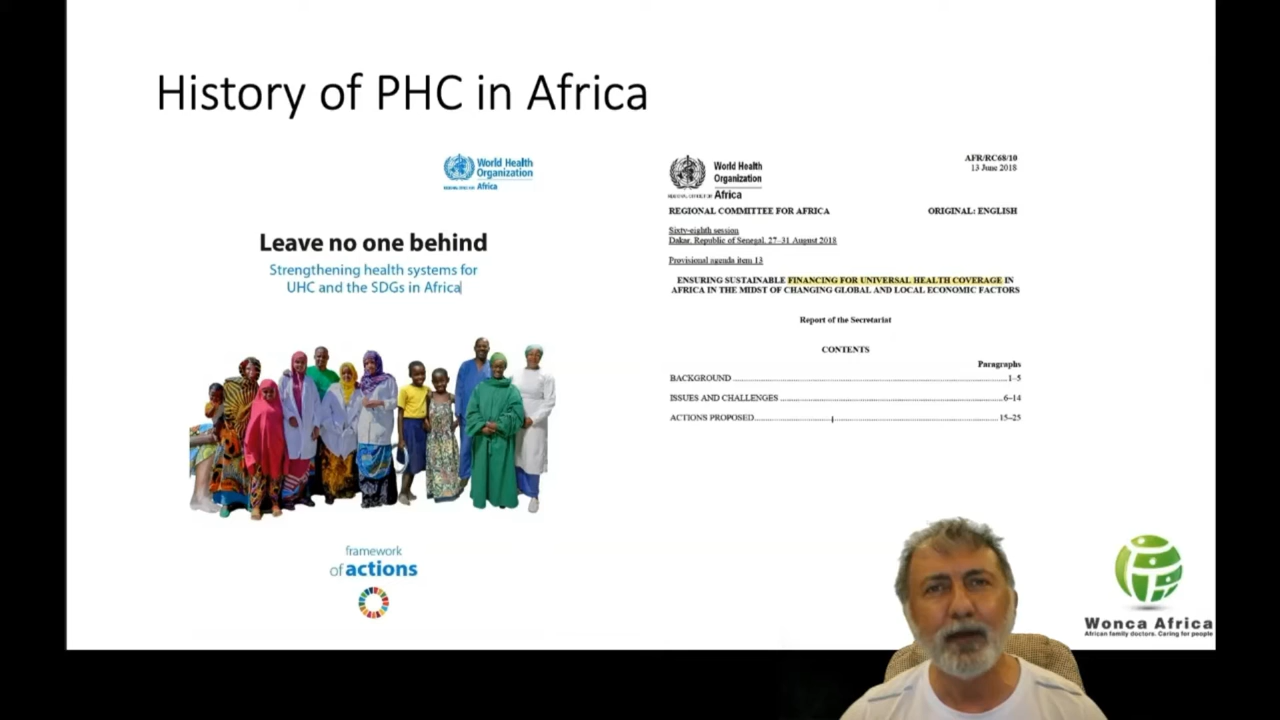 History of PHC in Africa
World Health
Organization
Africa
Leave no one behind
Strengthening health systems for
UHC and the SDGs in Africa
framework
of actions
World Health
Organization
Africa
AFR/RC68/10
13 June 2018
REGIONAL COMMITTEE FOR AFRICA
ORIGINAL: ENGLISH
Sixty-eighth session
Dakar, Republic of Senegal, 27–31 August 2018
Provisional agenda item 13
ENSURING SUSTAINABLE FINANCING FOR UNIVERSAL HEALTH COVERAGE IN
AFRICA IN THE MIDST OF CHANGING GLOBAL AND LOCAL ECONOMIC FACTORS
Report of the Secretariat
CONTENTS
Paragraphs
BACKGROUND 1–5
ISSUES AND CHALLENGES 6–14
ACTIONS PROPOSED 15–25
Wonca Africa
African family doctors. Caring for people